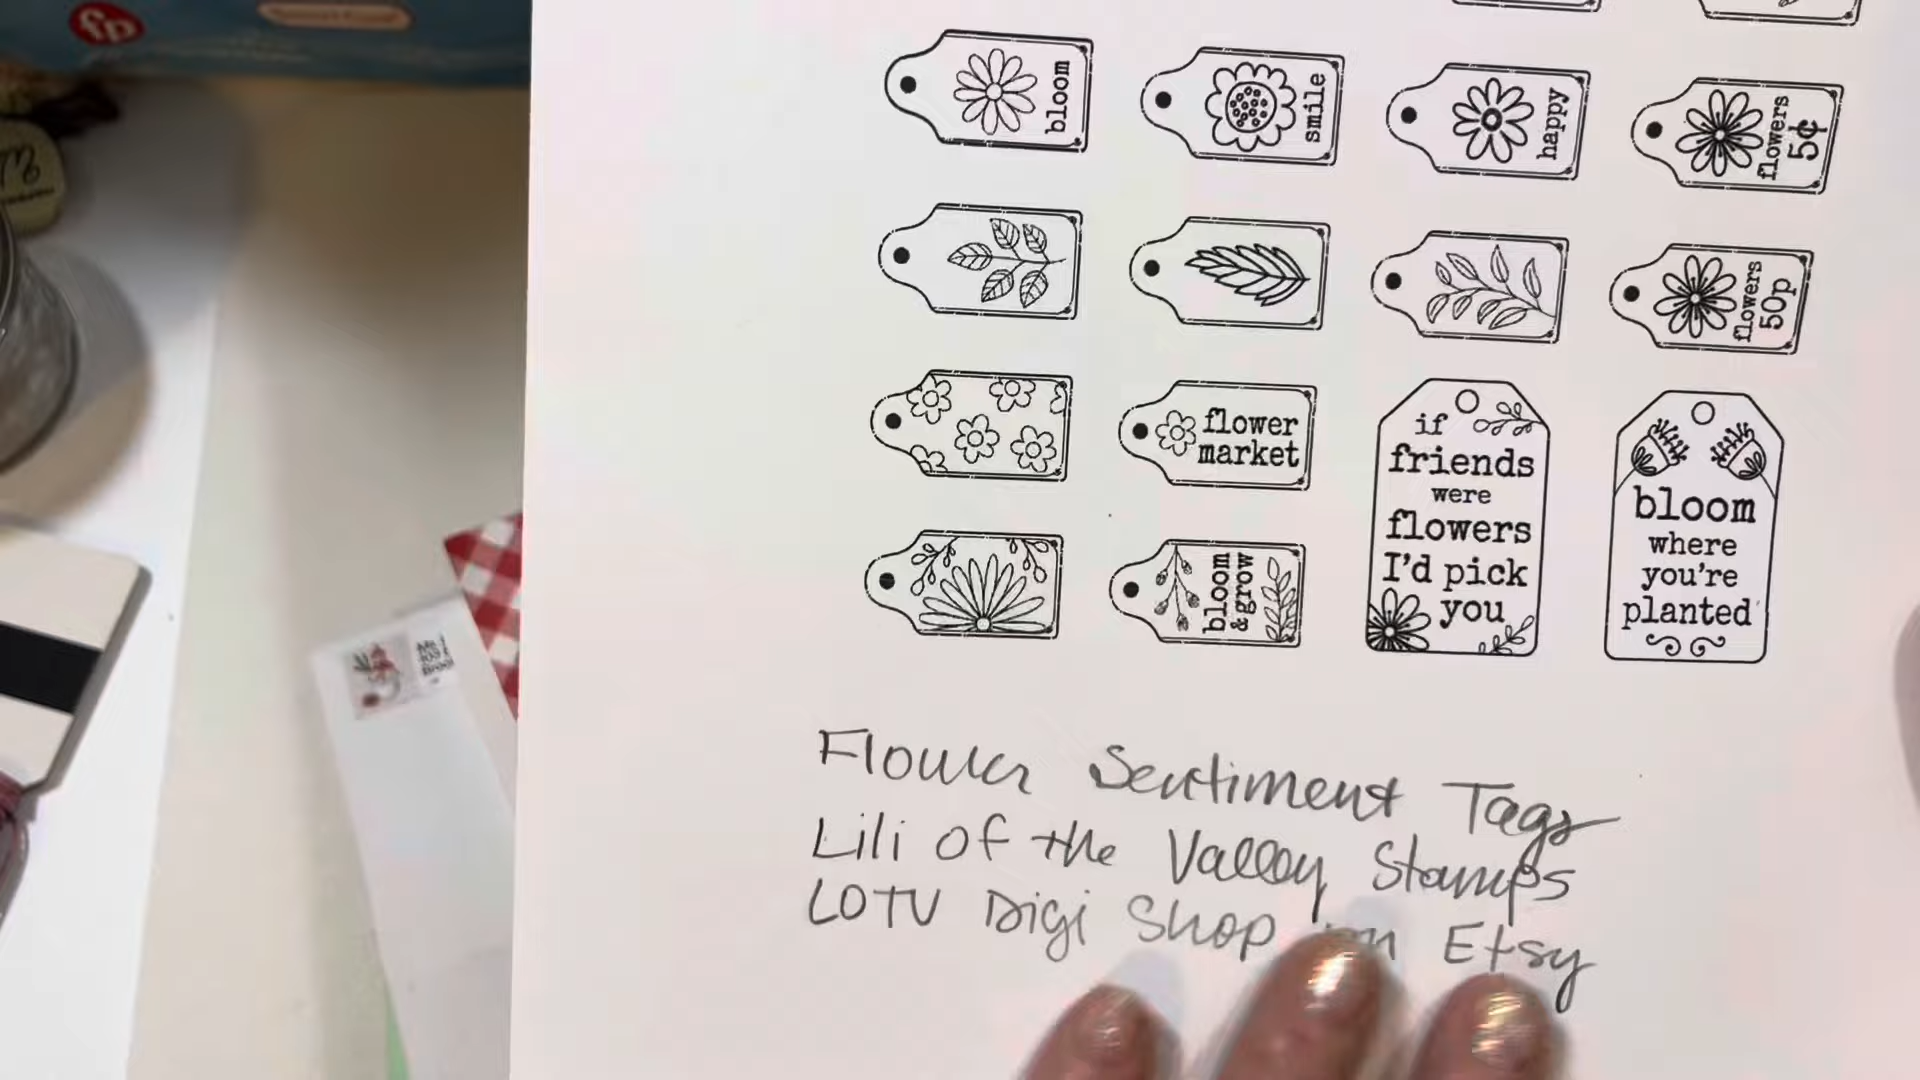 fp
bloom
smile
happy
flowers
5¢
flowers
50p
flower
market
if
friends
were
flowers
I'd pick
you
bloom
where
you're
planted
bloom
& grow
Flower Sentiment Tags
Lili of the Valley Stamps
LOTV Digi Shop on Etsy